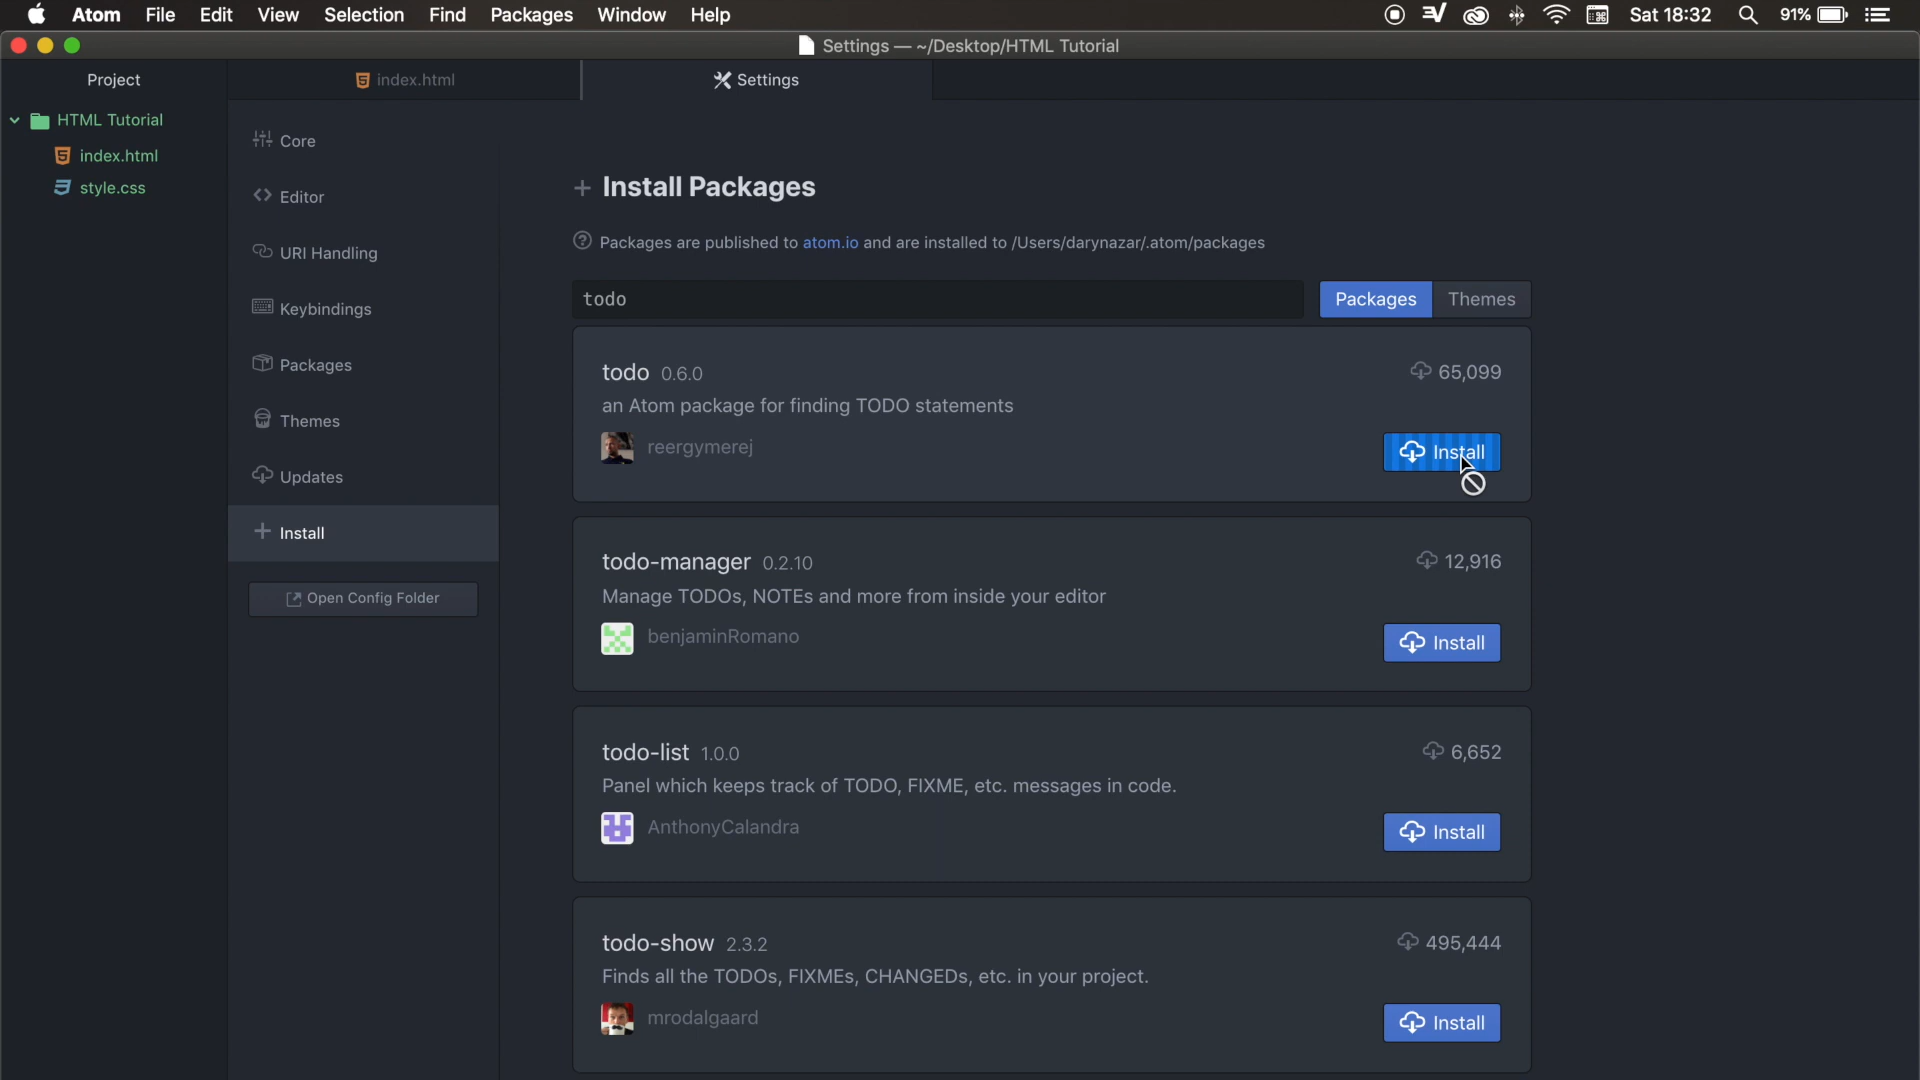 Atom File Edit View Selection Find Packages Window Help Sat 18:32 91%
Settings — ~/Desktop/HTML Tutorial
Project
index.html
Settings
HTML Tutorial
index.html
style.css
Core
Editor
URI Handling
Keybindings
Packages
Themes
Updates
Install
Open Config Folder
Install Packages
Packages are published to atom.io and are installed to /Users/darynazar/.atom/packages
todo
Packages Themes
todo 0.6.0 65,099
an Atom package for finding TODO statements
reergymerej
Install
todo-manager 0.2.10 12,916
Manage TODOs, NOTEs and more from inside your editor
benjaminRomano
Install
todo-list 1.0.0 6,652
Panel which keeps track of TODO, FIXME, etc. messages in code.
AnthonyCalandra
Install
todo-show 2.3.2 495,444
Finds all the TODOs, FIXMEs, CHANGEDs, etc. in your project.
mrodalgaard
Install